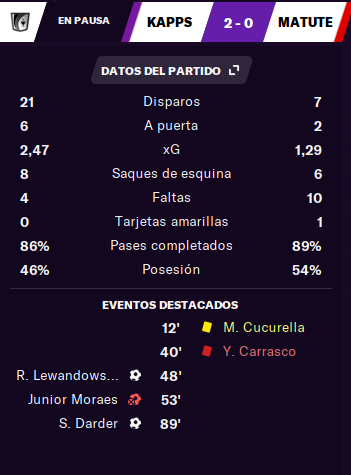 EN PAUSA KAPPS 2 - 0 MATUTE
DATOS DEL PARTIDO
21 Disparos 7
6 A puerta 2
2,47 xG 1,29
8 Saques de esquina 6
4 Faltas 10
0 Tarjetas amarillas 1
86% Pases completados 89%
46% Posesión 54%
EVENTOS DESTACADOS
12' M. Cucurella
40' Y. Carrasco
R. Lewandows... 48'
Junior Moraes 53'
S. Darder 89'